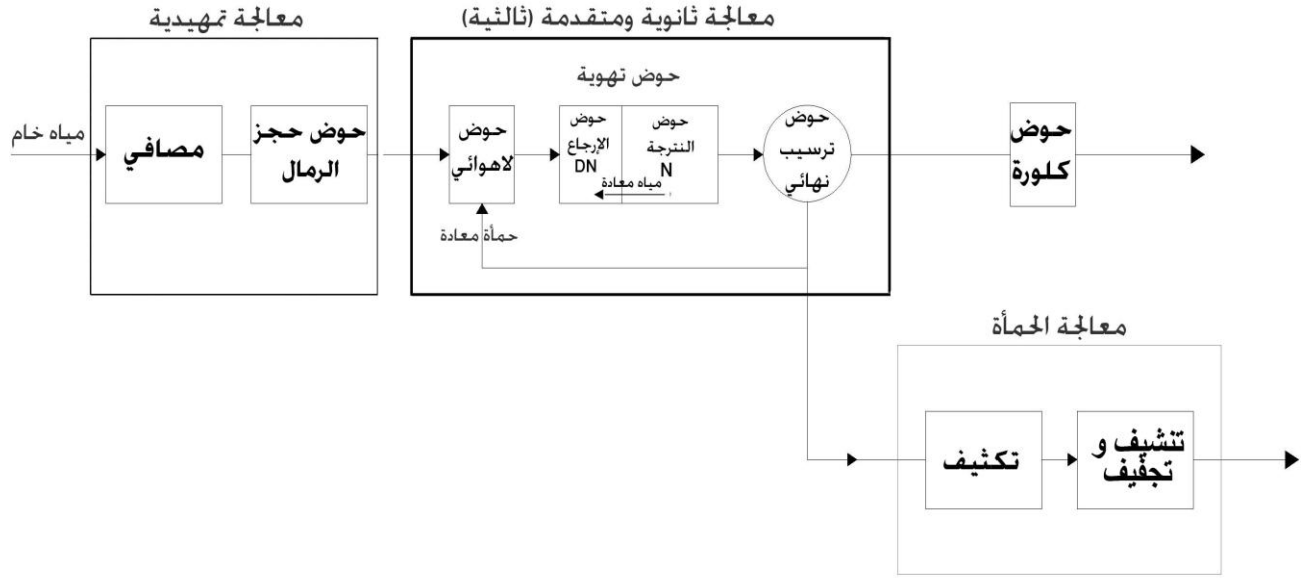 معالجة تمهيدية
معالجة ثانوية ومتقدمة (ثالثية)
مياه خام
مصافي
حوض حجز
الرمال
حوض
لاهوائي
حوض تهوية
حوض
الإرجاع
DN
حوض
النترجة
N
مياه معادة
حوض
ترسيب
نهائي
حمأة معادة
حوض
كلورة
معالجة الحمأة
تكثيف
تنشيف و
تجفيف